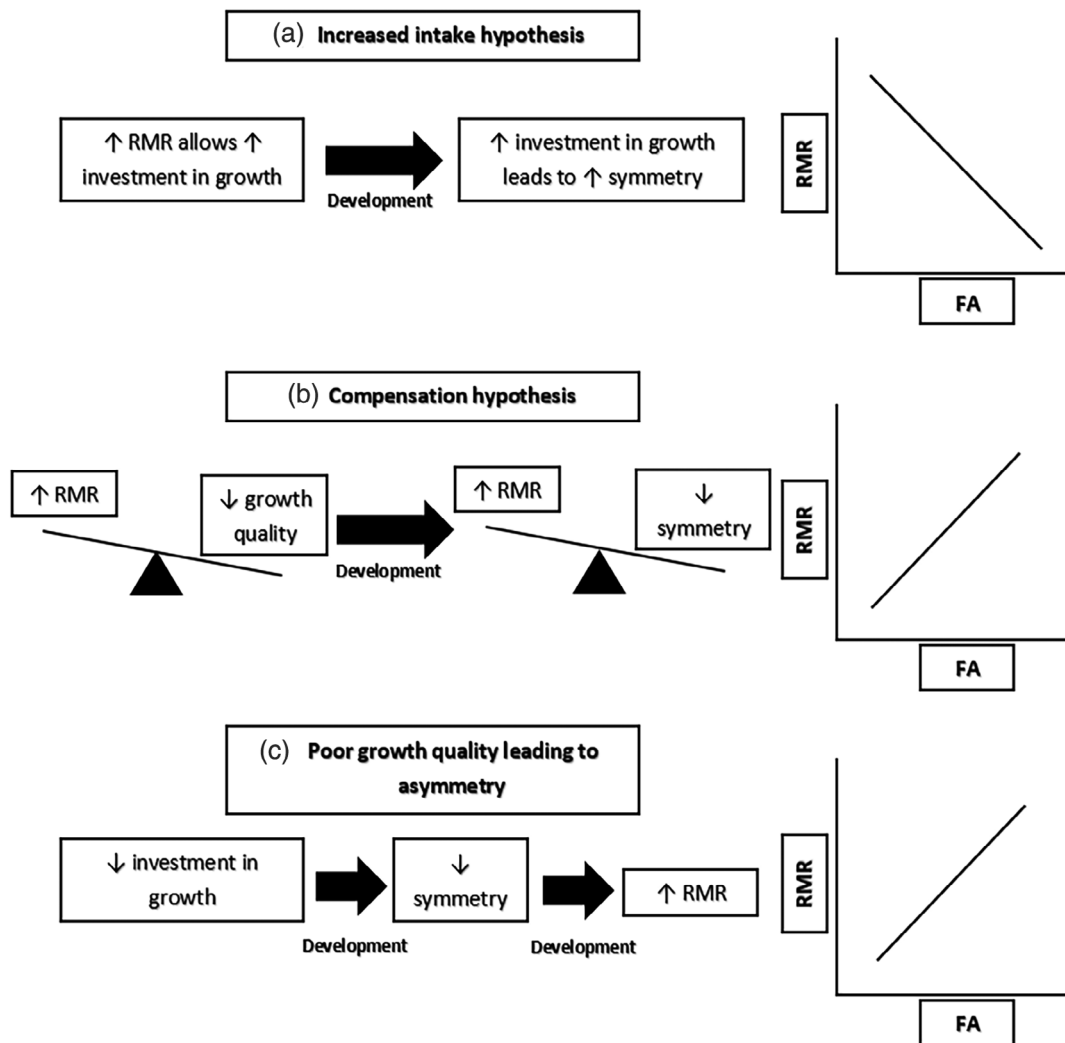 (a) Increased intake hypothesis
↑ RMR allows ↑
investment in growth
Development
↑ investment in growth
leads to ↑ symmetry
RMR
FA
(b) Compensation hypothesis
↑ RMR
↓ growth
quality
Development
↑ RMR
↓
symmetry
RMR
FA
(c) Poor growth quality leading to
asymmetry
↓ investment in
growth
Development
↓
symmetry
Development
↑ RMR
RMR
FA